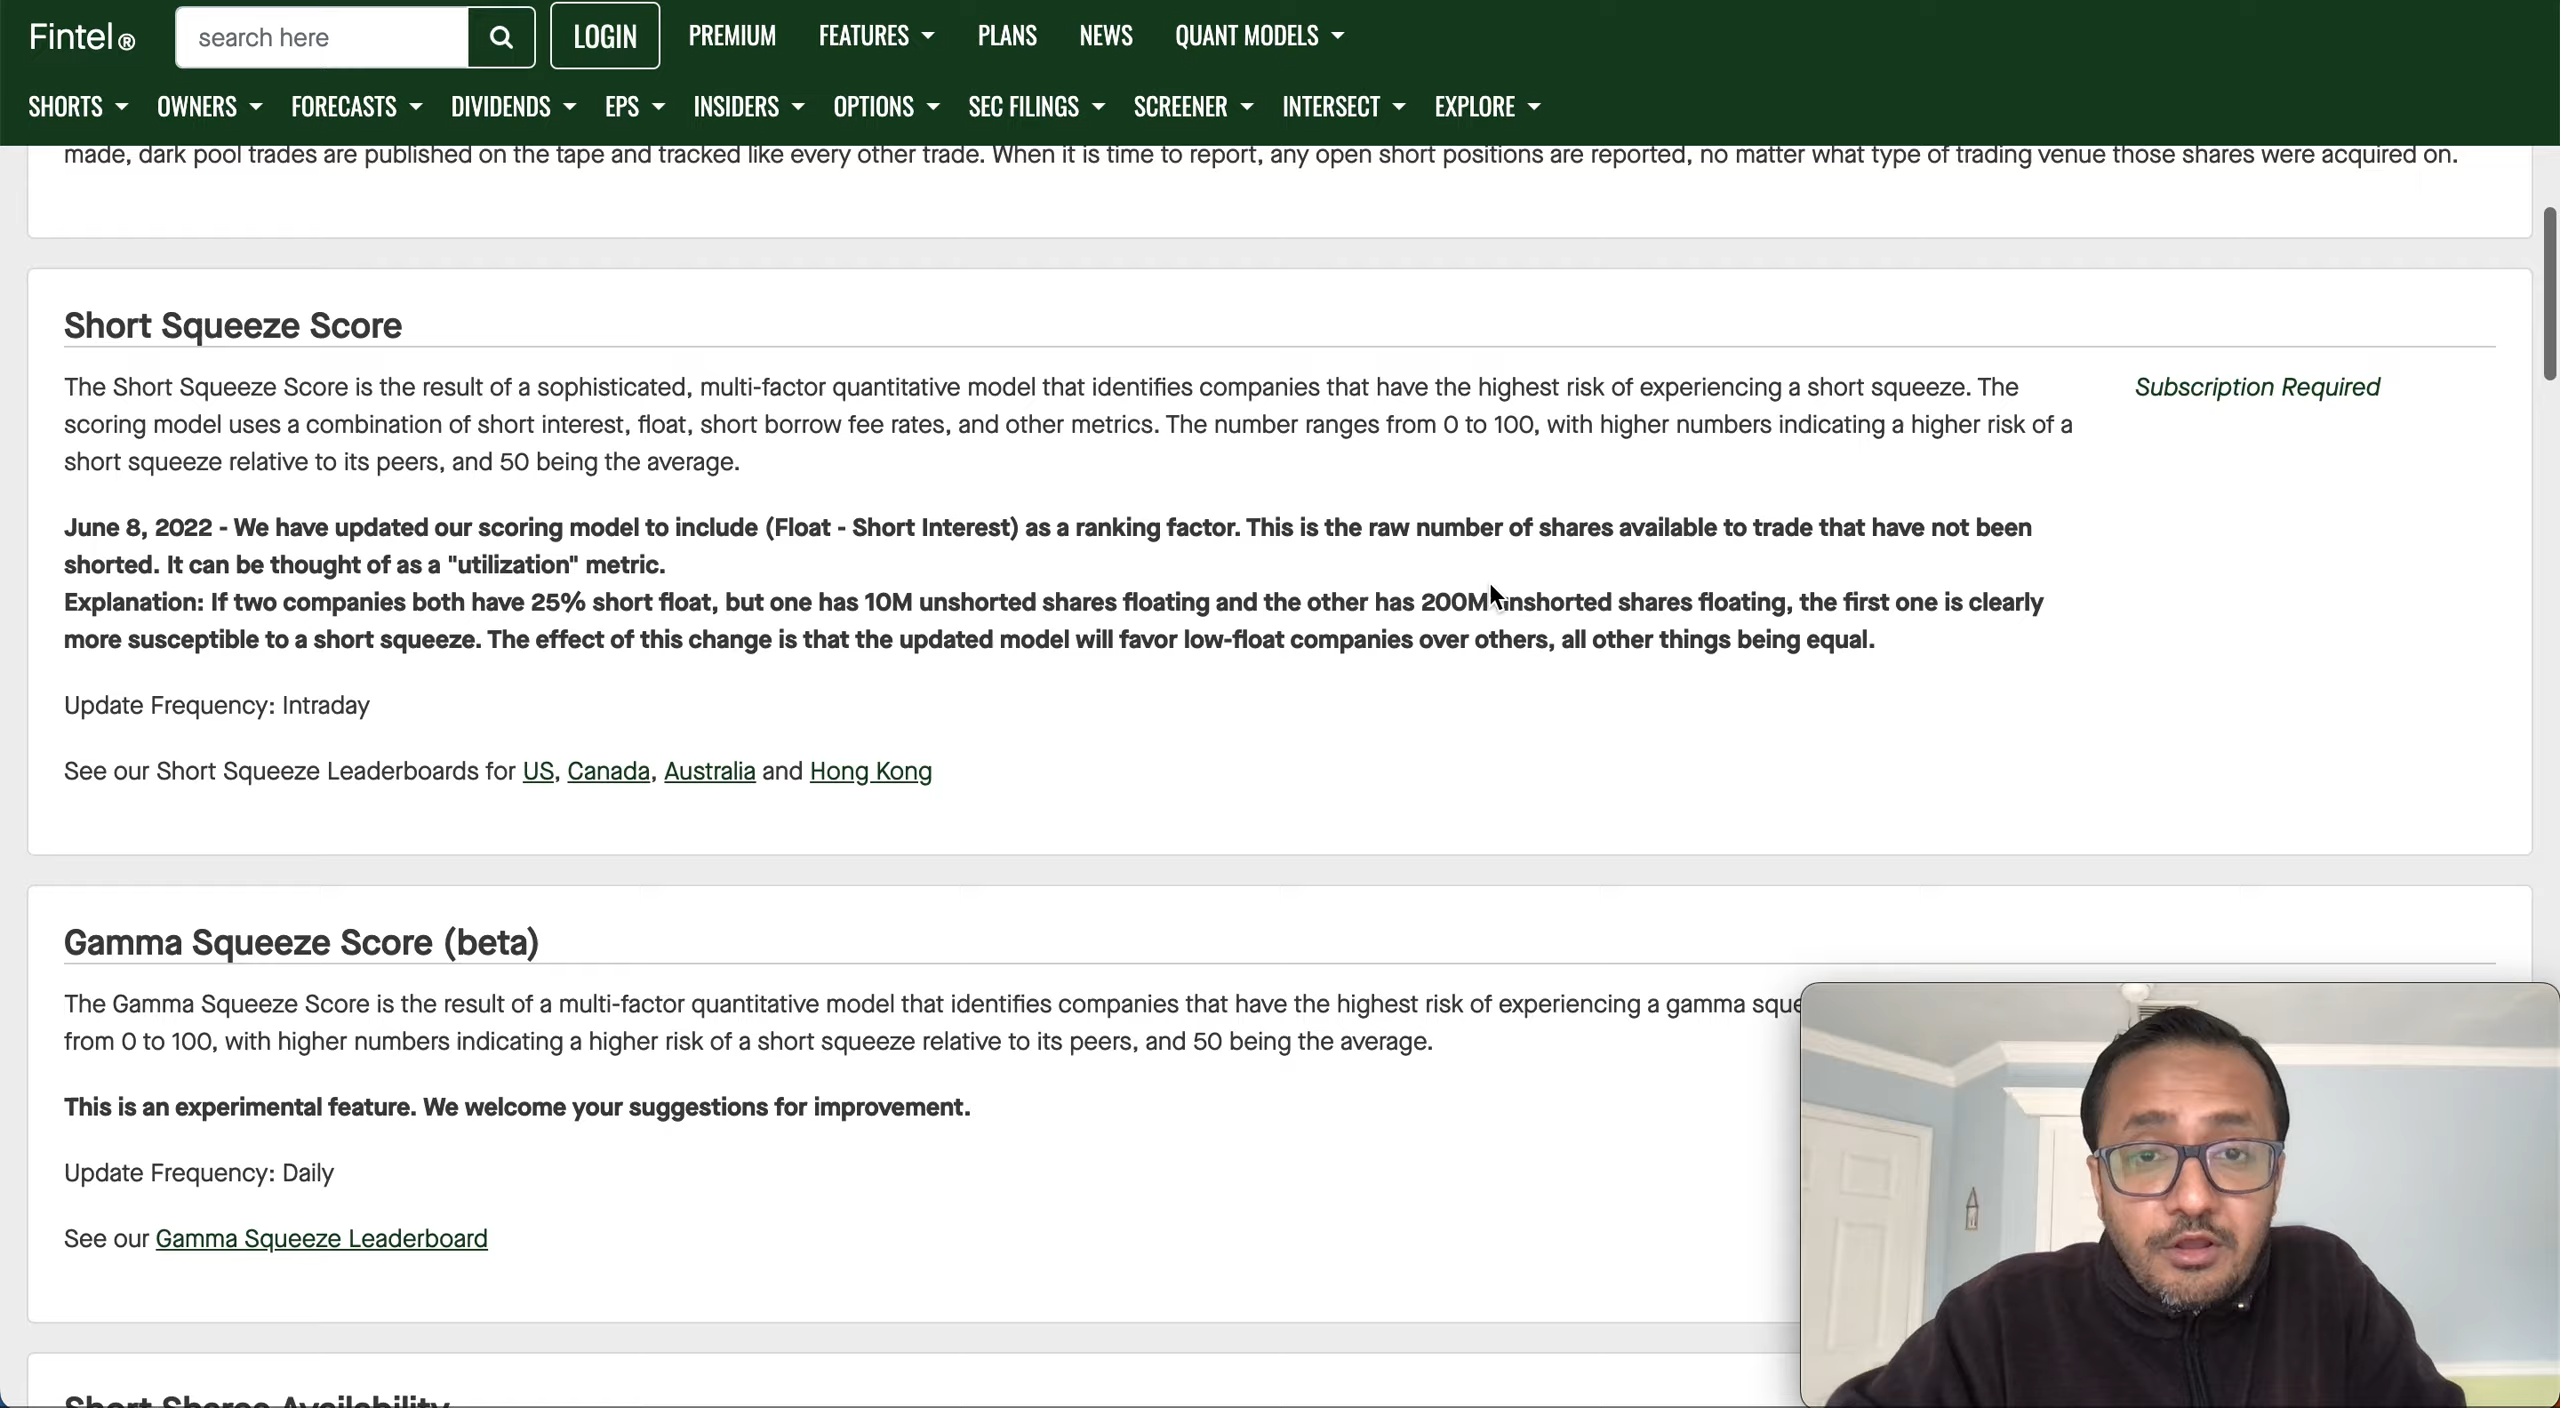 Fintel ®
search here
LOGIN
PREMIUM
FEATURES
PLANS
NEWS
QUANT MODELS
SHORTS
OWNERS
FORECASTS
DIVIDENDS
EPS
INSIDERS
OPTIONS
SEC FILINGS
SCREENER
INTERSECT
EXPLORE
made, dark pool trades are published on the tape and tracked like every other trade. When it is time to report, any open short positions are reported, no matter what type of trading venue those shares were acquired on.
Short Squeeze Score
The Short Squeeze Score is the result of a sophisticated, multi-factor quantitative model that identifies companies that have the highest risk of experiencing a short squeeze. The
scoring model uses a combination of short interest, float, short borrow fee rates, and other metrics. The number ranges from 0 to 100, with higher numbers indicating a higher risk of a
short squeeze relative to its peers, and 50 being the average.
Subscription Required
June 8, 2022 - We have updated our scoring model to include (Float - Short Interest) as a ranking factor. This is the raw number of shares available to trade that have not been
shorted. It can be thought of as a "utilization" metric.
Explanation: If two companies both have 25% short float, but one has 10M unshorted shares floating and the other has 200M unshorted shares floating, the first one is clearly
more susceptible to a short squeeze. The effect of this change is that the updated model will favor low-float companies over others, all other things being equal.
Update Frequency: Intraday
See our Short Squeeze Leaderboards for US, Canada, Australia and Hong Kong
Gamma Squeeze Score (beta)
The Gamma Squeeze Score is the result of a multi-factor quantitative model that identifies companies that have the highest risk of experiencing a gamma sque
from 0 to 100, with higher numbers indicating a higher risk of a short squeeze relative to its peers, and 50 being the average.
This is an experimental feature. We welcome your suggestions for improvement.
Update Frequency: Daily
See our Gamma Squeeze Leaderboard
Short Shares Availability